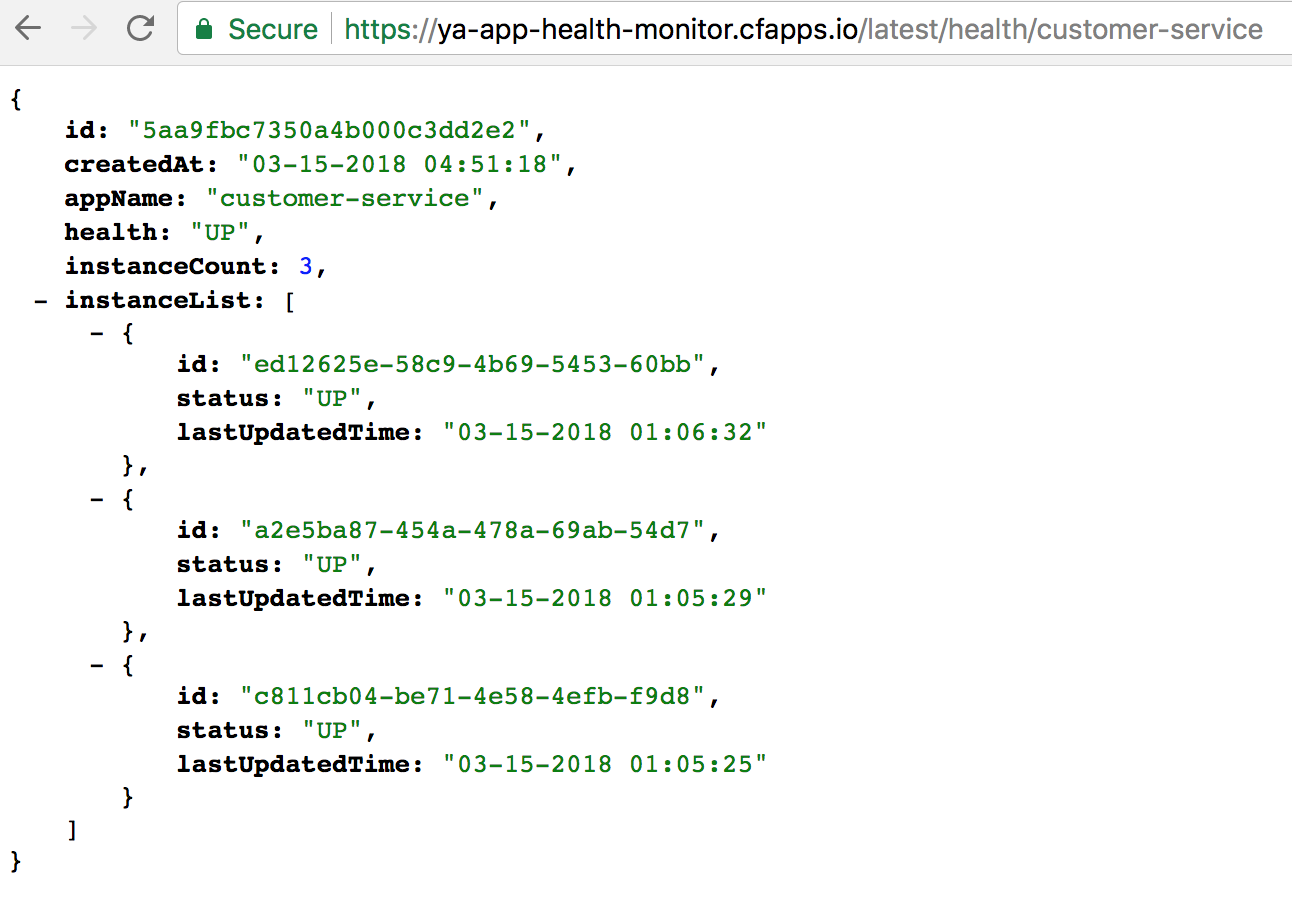 Secure https://ya-app-health-monitor.cfapps.io/latest/health/customer-service
{
id: "5aa9fbc7350a4b000c3dd2e2",
createdAt: "03-15-2018 04:51:18",
appName: "customer-service",
health: "UP",
instanceCount: 3,
- instanceList: [
- {
id: "ed12625e-58c9-4b69-5453-60bb",
status: "UP",
lastUpdatedTime: "03-15-2018 01:06:32"
},
- {
id: "a2e5ba87-454a-478a-69ab-54d7",
status: "UP",
lastUpdatedTime: "03-15-2018 01:05:29"
},
- {
id: "c811cb04-be71-4e58-4efb-f9d8",
status: "UP",
lastUpdatedTime: "03-15-2018 01:05:25"
}
]
}